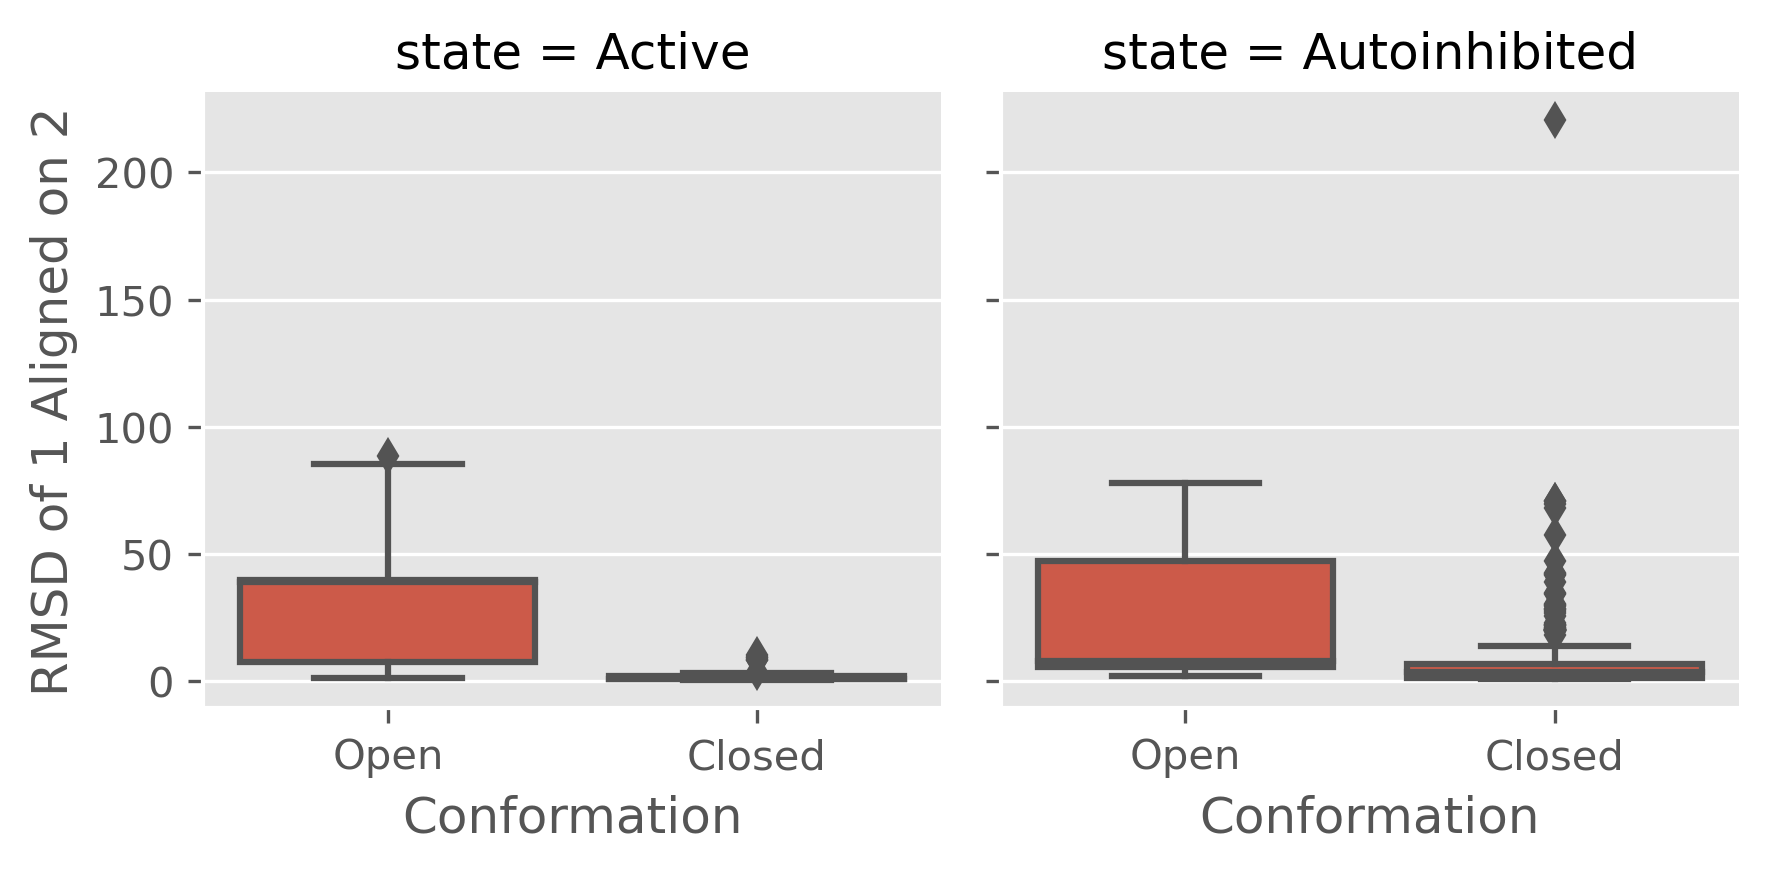 state = Active
state = Autoinhibited
RMSD of 1 Aligned on 2
200
150
100
50
0
Open
Closed
Open
Closed
Conformation
Conformation